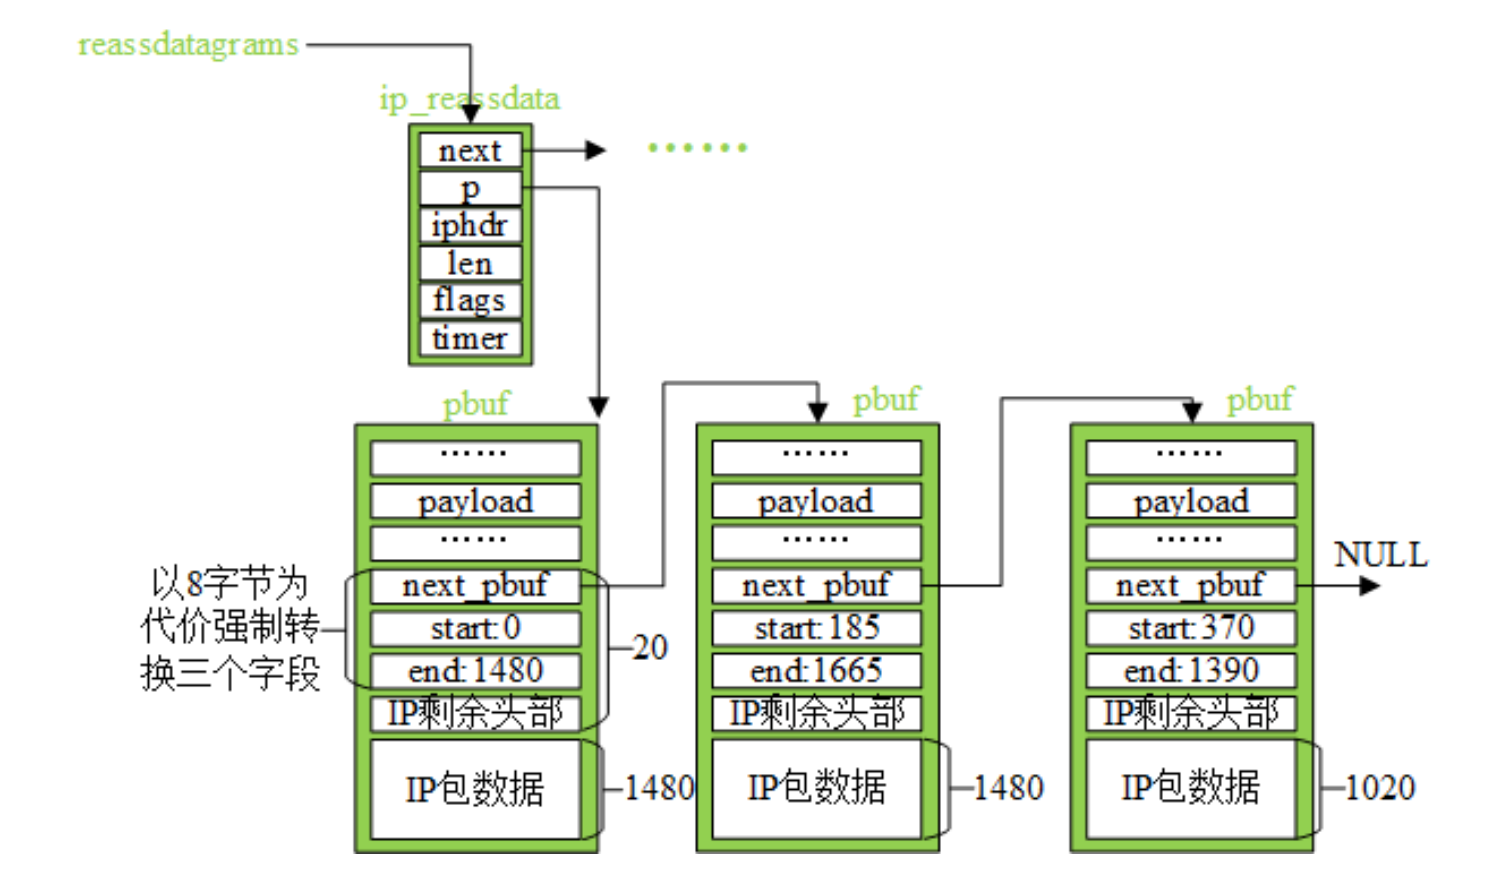 reassdatagrams
ip_reassdata
next
……
p
iphdr
len
flags
timer
pbuf
pbuf
pbuf
……
……
……
payload
payload
payload
……
……
……
NULL
以8字节为
代价强制转
换三个字段
next_pbuf
next_pbuf
next_pbuf
start:0
start:185
start:370
20
end:1480
end:1665
end:1390
IP剩余头部
IP剩余头部
IP剩余头部
IP包数据
1480
IP包数据
1480
IP包数据
1020